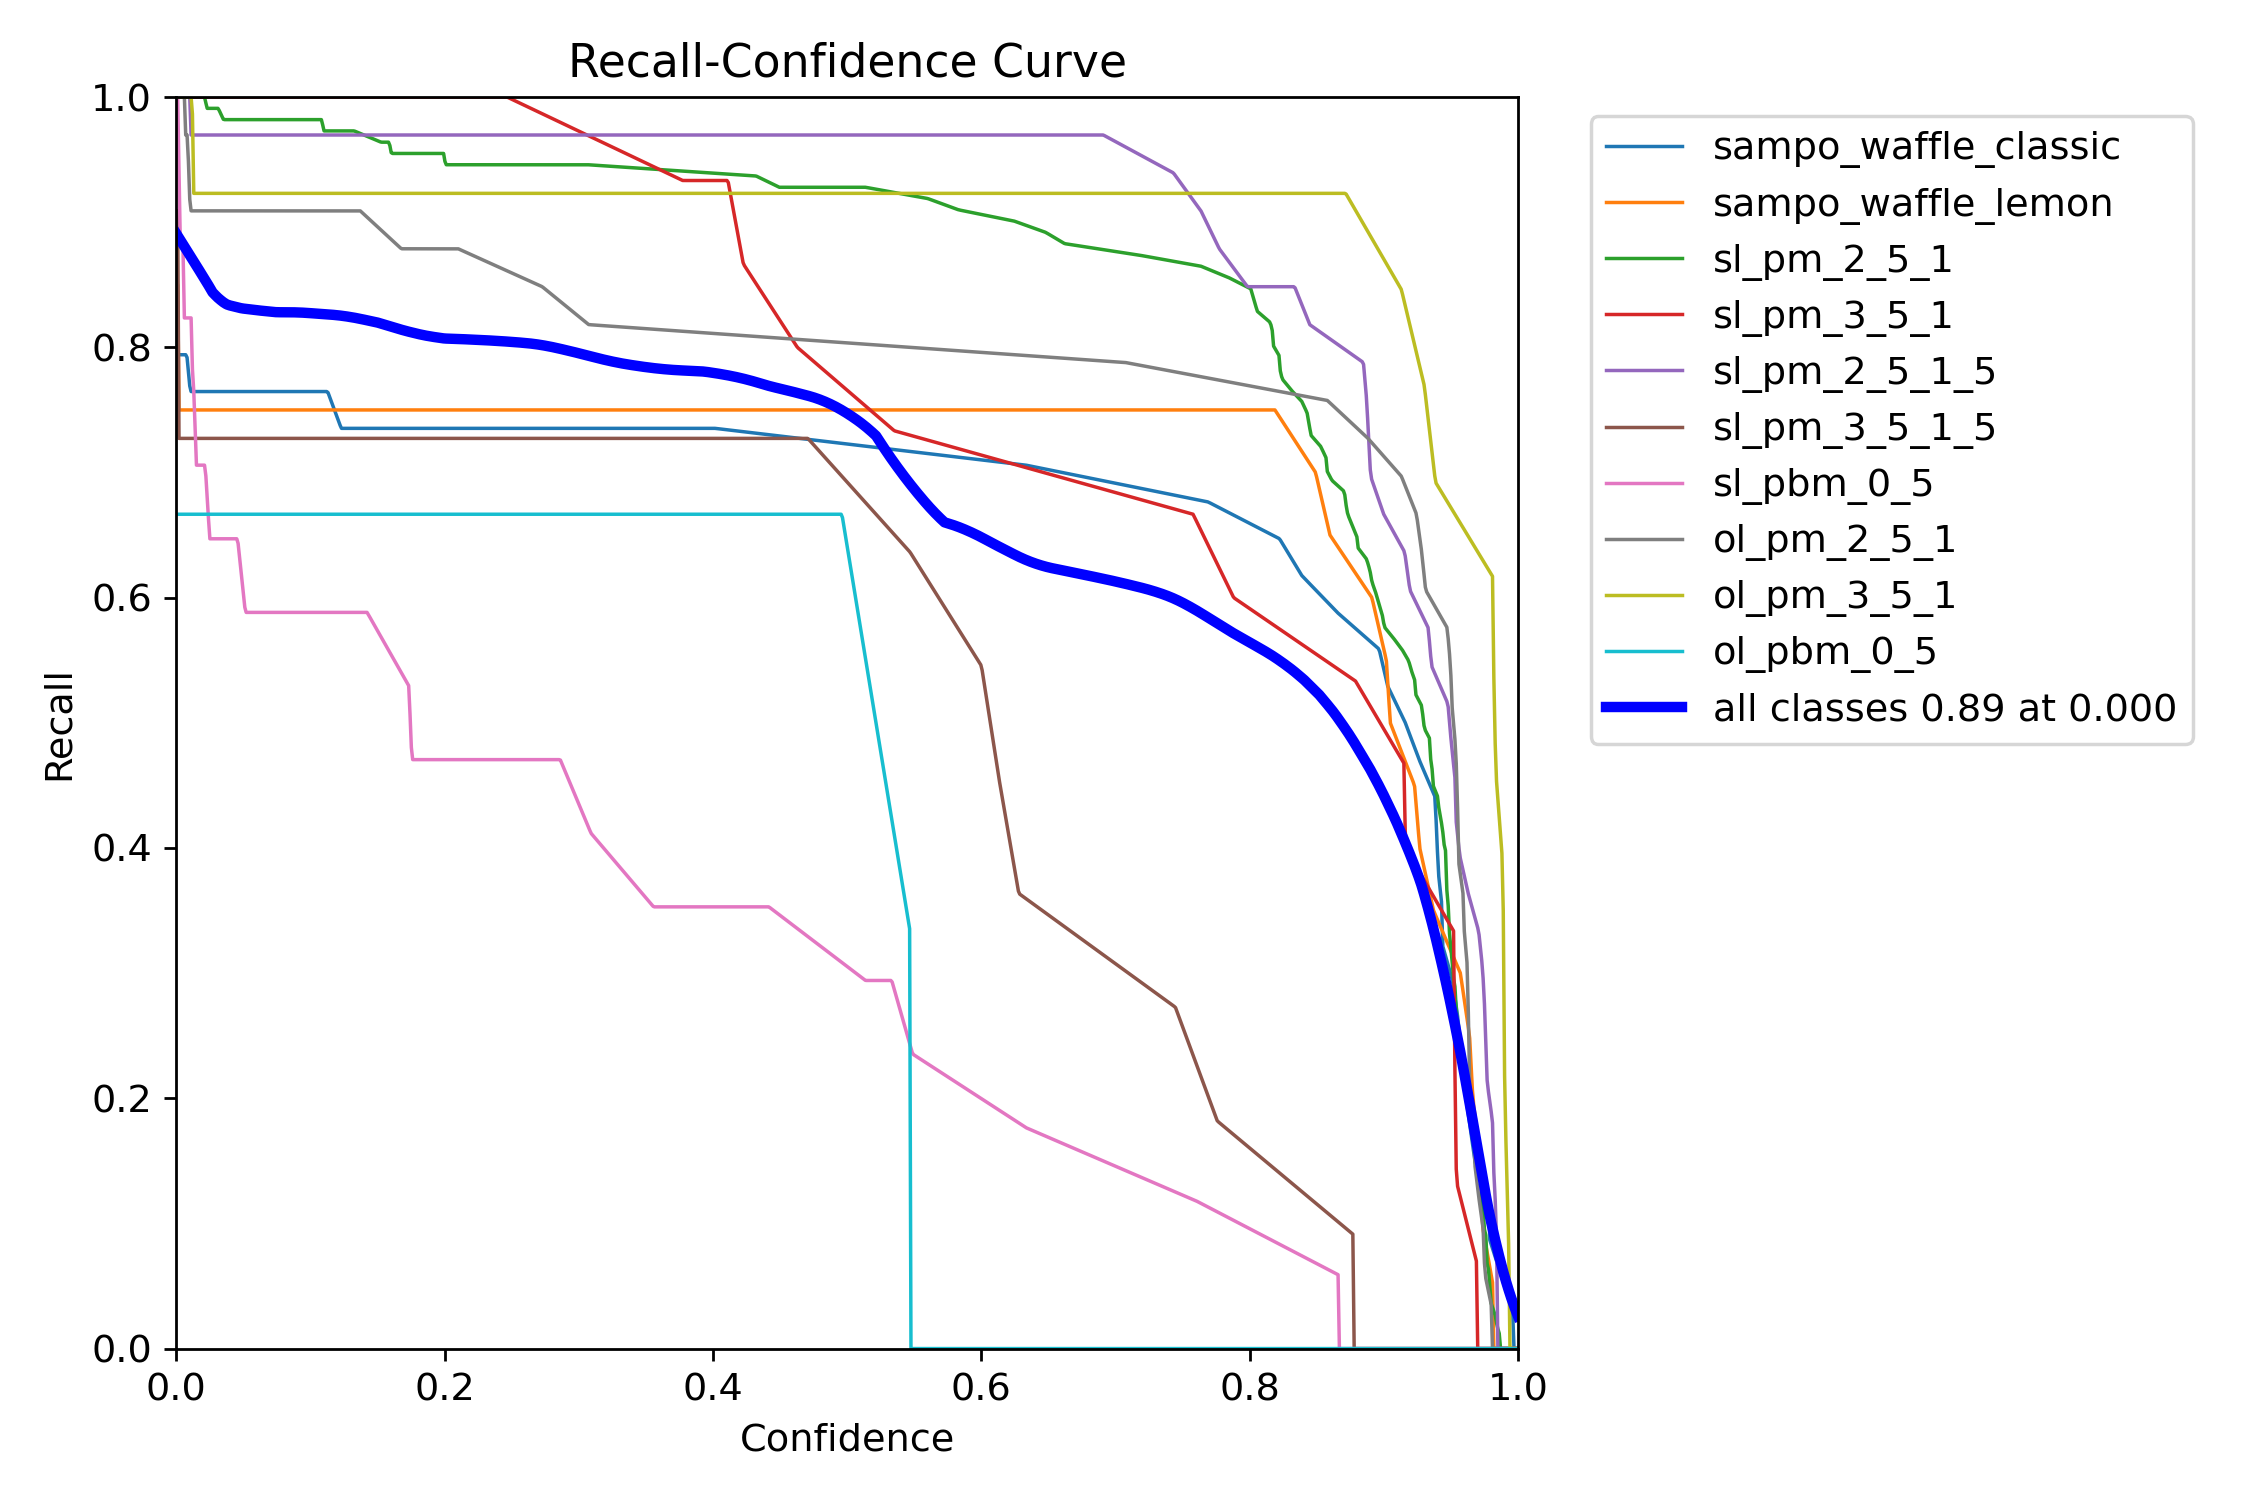 Recall-Confidence Curve
1.0
0.8
0.6
0.4
0.2
0.0
Recall
0.0 0.2 0.4 0.6 0.8 1.0
Confidence
sampo_waffle_classic
sampo_waffle_lemon
sl_pm_2_5_1
sl_pm_3_5_1
sl_pm_2_5_1_5
sl_pm_3_5_1_5
sl_pbm_0_5
ol_pm_2_5_1
ol_pm_3_5_1
ol_pbm_0_5
all classes 0.89 at 0.000